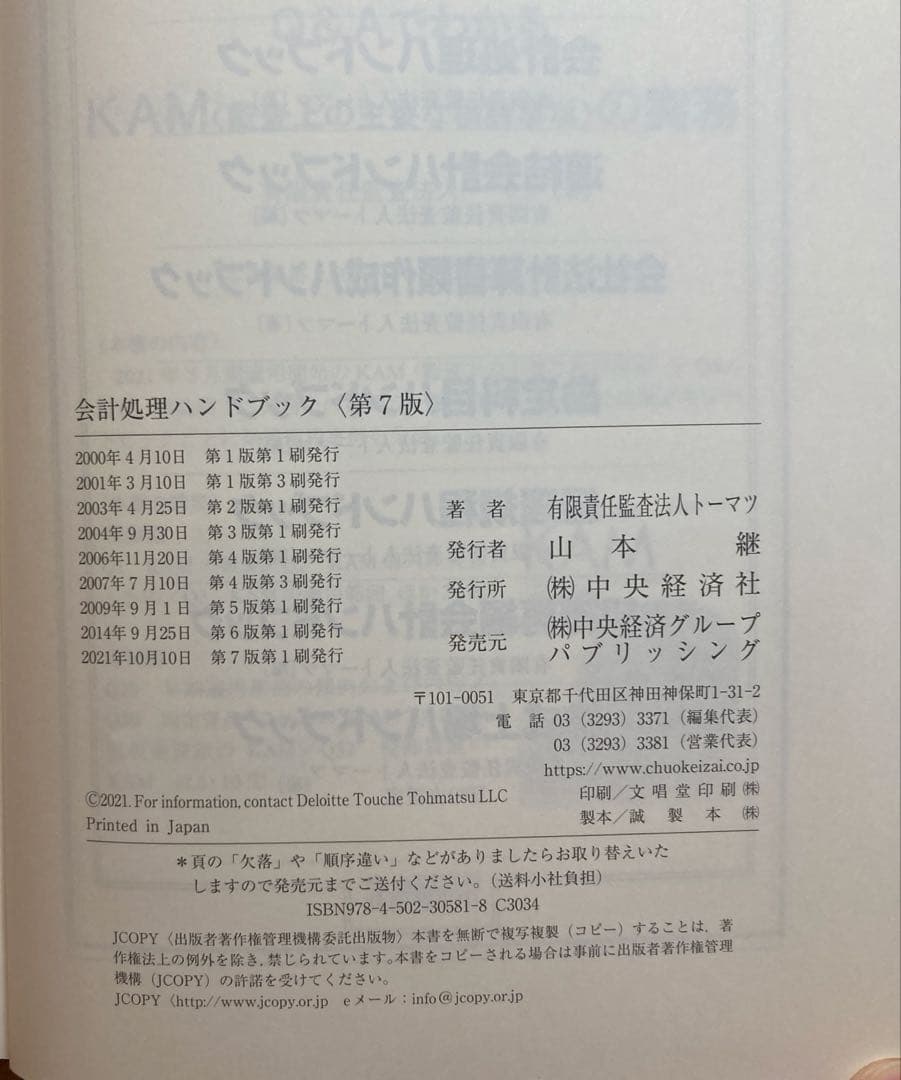 会計処理ハンドブック〈第7版〉
2000年4月10日 第1版第1刷発行
2001年3月10日 第1版第3刷発行
2003年4月25日 第2版第1刷発行
2004年9月30日 第3版第1刷発行
2006年11月20日 第4版第1刷発行
2007年7月10日 第4版第3刷発行
2009年9月1日 第5版第1刷発行
2014年9月25日 第6版第1刷発行
2021年10月10日 第7版第1刷発行
著者 有限責任監査法人トーマツ
発行者 山本 継
発行所 ㈱中央経済社
発売元 ㈱中央経済グループ
パブリッシング
〒101-0051 東京都千代田区神田神保町1-31-2
電話 03（3293）3371（編集代表）
03（3293）3381（営業代表）
https://www.chuokeizai.co.jp
印刷／文唱堂印刷㈱
製本／誠製本㈱
©2021. For information, contact Deloitte Touche Tohmatsu LLC
Printed in Japan
＊頁の「欠落」や「順序違い」などがありましたらお取り替えいた
しますので発売元までご送付ください。（送料小社負担）
ISBN978-4-502-30581-8 C3034
JCOPY〈出版者著作権管理機構委託出版物〉本書を無断で複写複製（コピー）することは，著
作権法上の例外を除き，禁じられています。本書をコピーされる場合は事前に出版者著作権管理
機構（JCOPY）の許諾を受けてください。
JCOPY〈http://www.jcopy.or.jp eメール：info@jcopy.or.jp